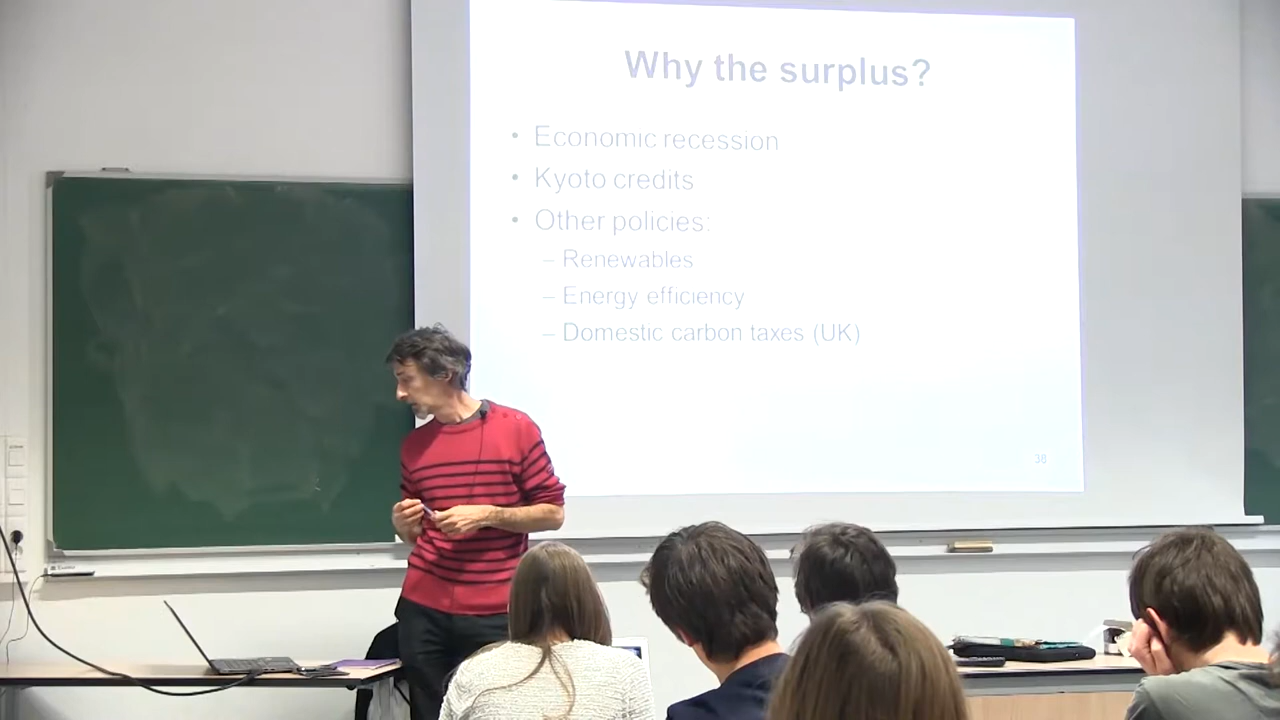 Why the surplus?
• Economic recession
• Kyoto credits
• Other policies:
– Renewables
– Energy efficiency
– Domestic carbon taxes (UK)
38